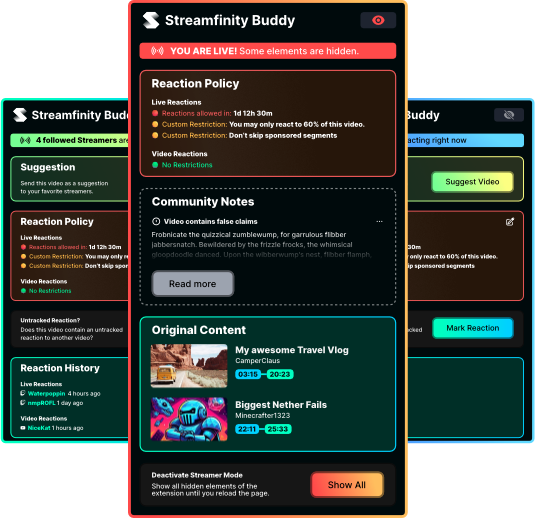 Streamfinity Buddy
YOU ARE LIVE! Some elements are hidden.
Reaction Policy
Live Reactions
Reactions allowed in: 1d 12h 30m
Custom Restriction: You may only react to 60% of this video.
Custom Restriction: Don't skip sponsored segments
Video Reactions
No Restrictions
Community Notes
Video contains false claims
...
Frobnicate the quizzical zumblewump, for garrulous flibber
jabbersnatch. Bewildered by the frizzle frocks, the whimsical
gloopdoodle danced. Upon the wibberwump's nest, flibber flamph,
Read more
Original Content
My awesome Travel Vlog
CamperClaus
03:15 20:23
Biggest Nether Fails
Minecrafter1323
22:11 25:33
Deactivate Streamer Mode
Show all hidden elements of the
extension until you reload the page.
Show All
Streamfinity Budd
4 followed Streamers are
Suggestion
Send this video as a suggestion
to your favorite streamers.
Reaction Policy
Live Reactions
Reactions allowed in: 1d 12h 30m
Custom Restriction: You may only re
Custom Restriction: Don't skip spon
Video Reactions
No Restrictions
Untracked Reaction?
Does this video contain an untracked
reaction to another video?
Reaction History
Live Reactions
Waterpoppin 4 hours ago
nmpROFL 1 day ago
Video Reactions
NiceKat 1 hours ago
Buddy
acting right now
Suggest Video
30m
only react to 60% of this video.
ip sponsored segments
acked
Mark Reaction